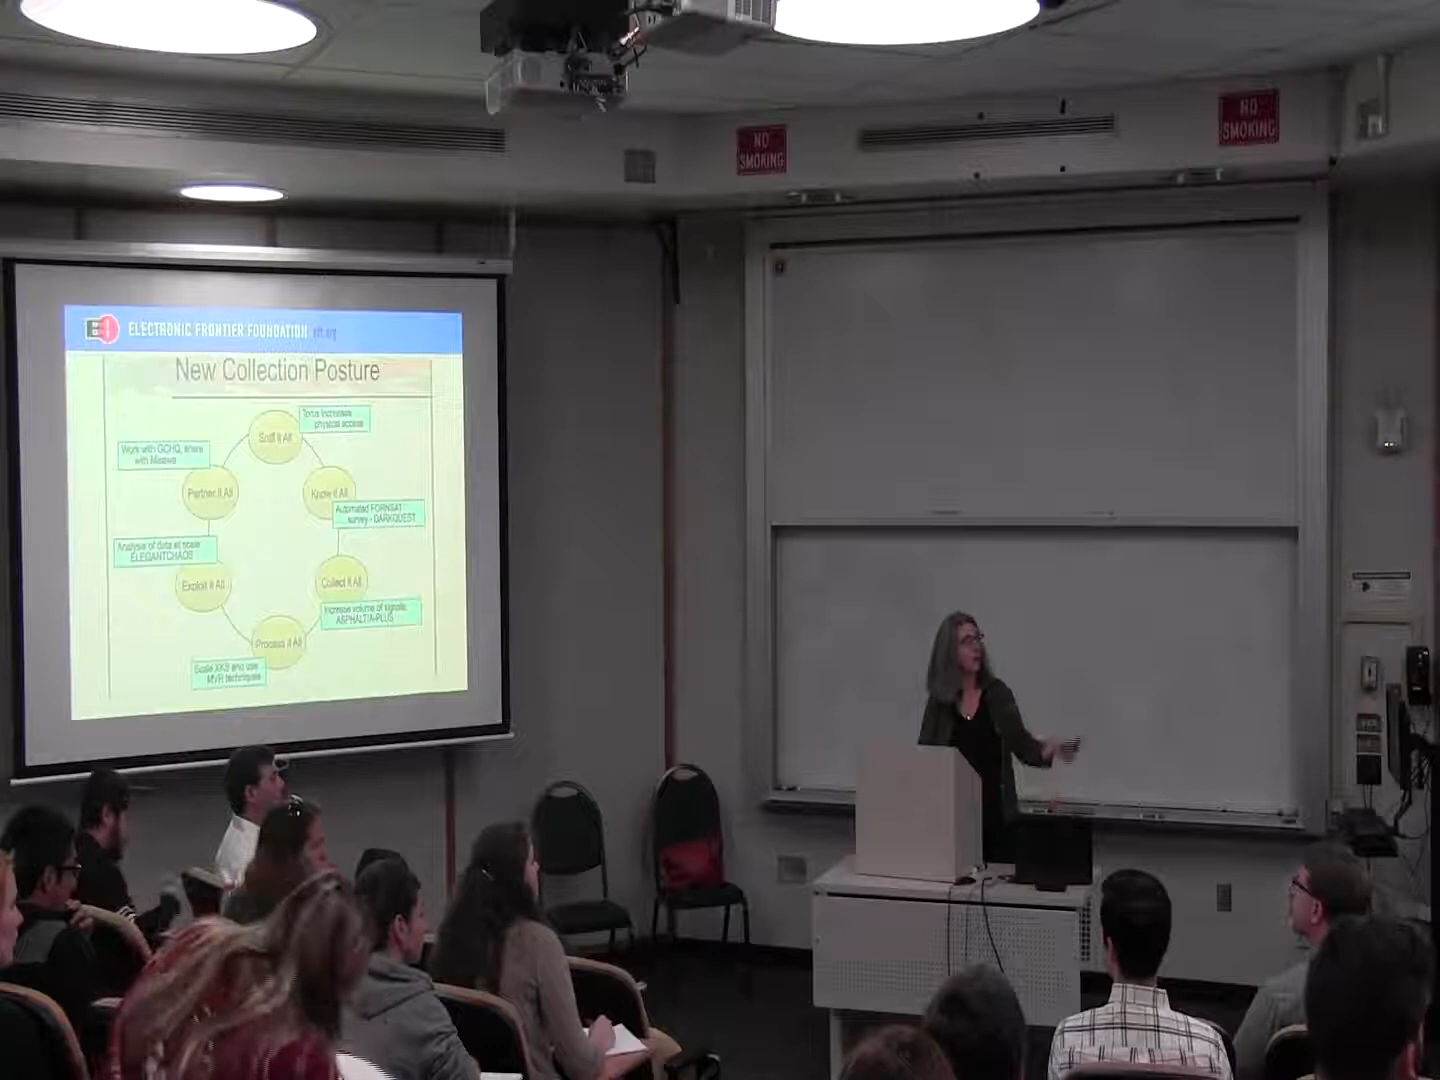 NO
SMOKING
NO
SMOKING
ELECTRONIC FRONTIER FOUNDATION eff.org
New Collection Posture
Torus increases
physical access
Sniff It All
Work with GCHQ, share
with Misawa
Partner It All
Know It All
Automated FORNSAT
survey - DARKQUEST
Analysis of data at scale
ELEGANTCHAOS
Exploit It All
Collect It All
Increase volume of signals:
ASPHALT/A-PLUS
Process It All
Scale XKS and use
MVR techniques